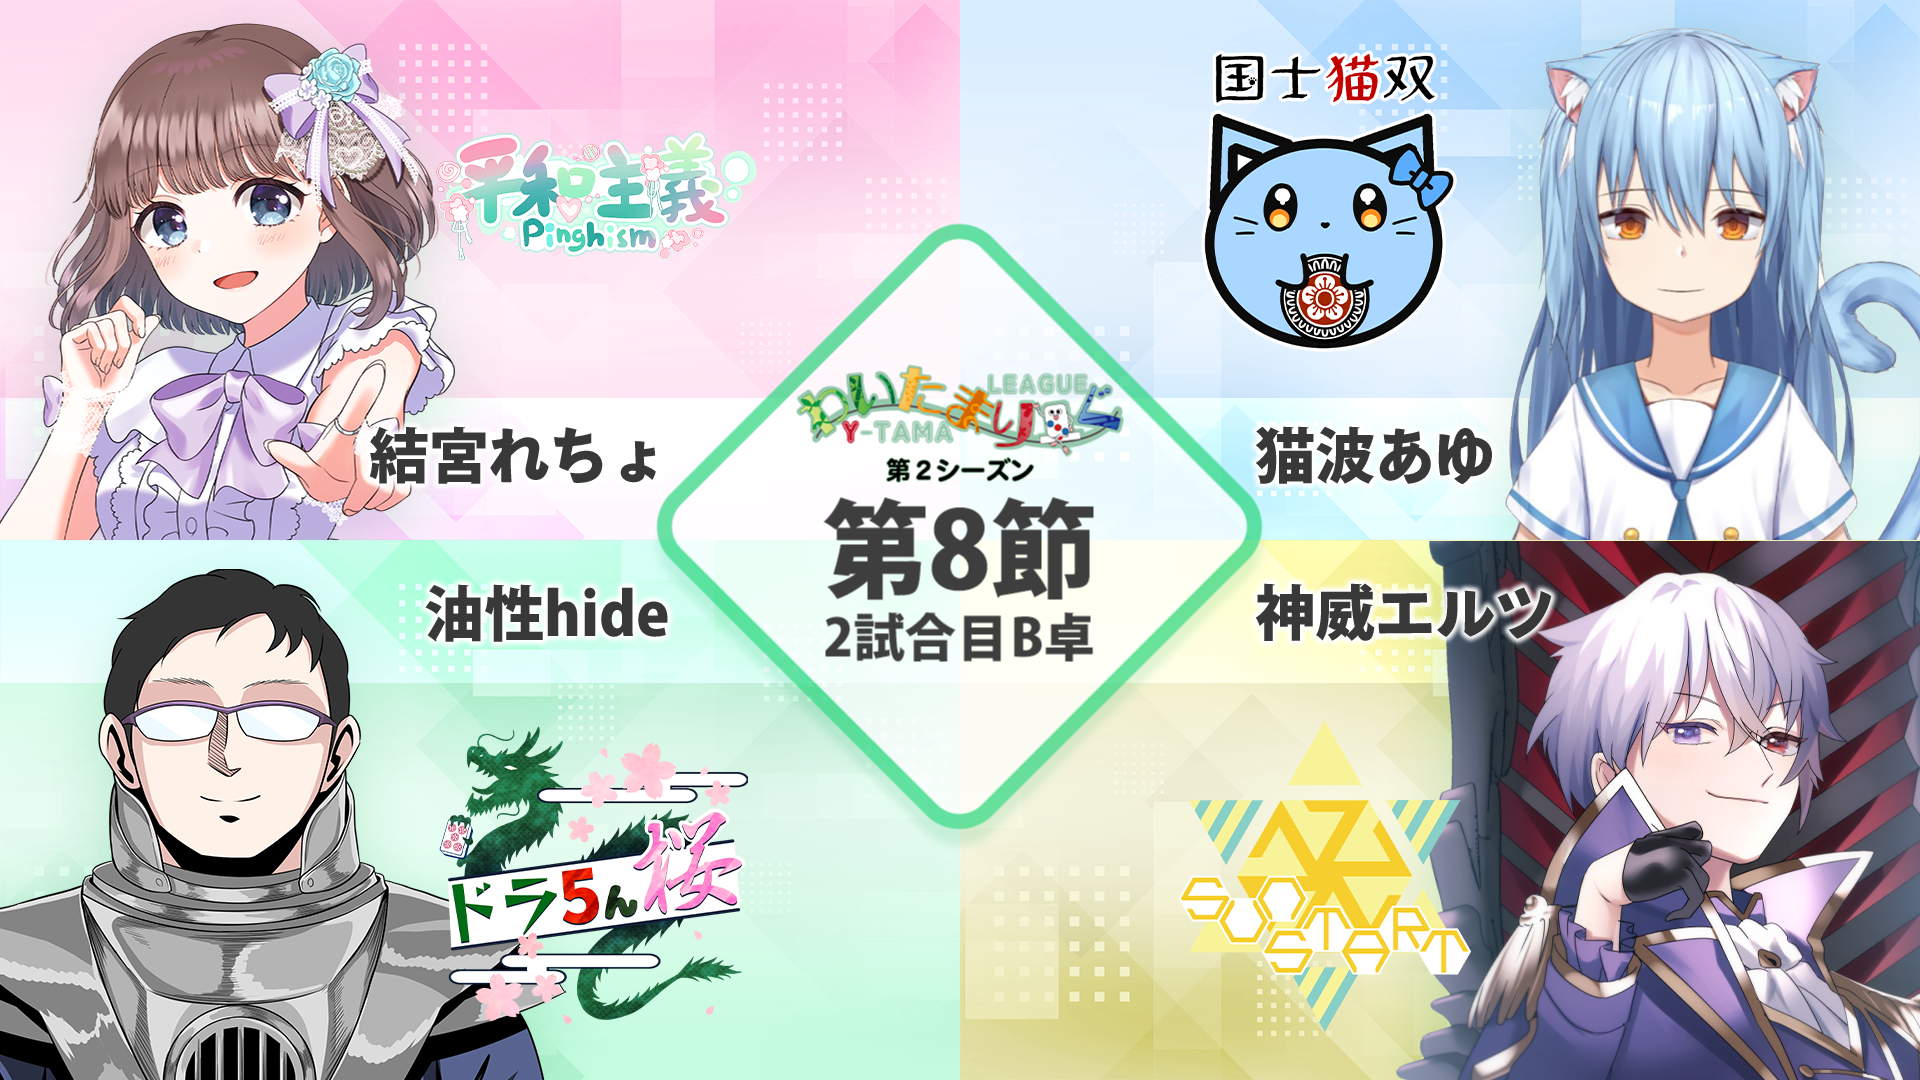 平和主義
Pinghism
国士猫双
結宮れちょ
猫波あゆ
わいたまりーぐ
LEAGUE
Y-TAMA
第2シーズン
第8節
2試合目B卓
油性hide
神威エルツ
ドラ5ん桜
SUO
START